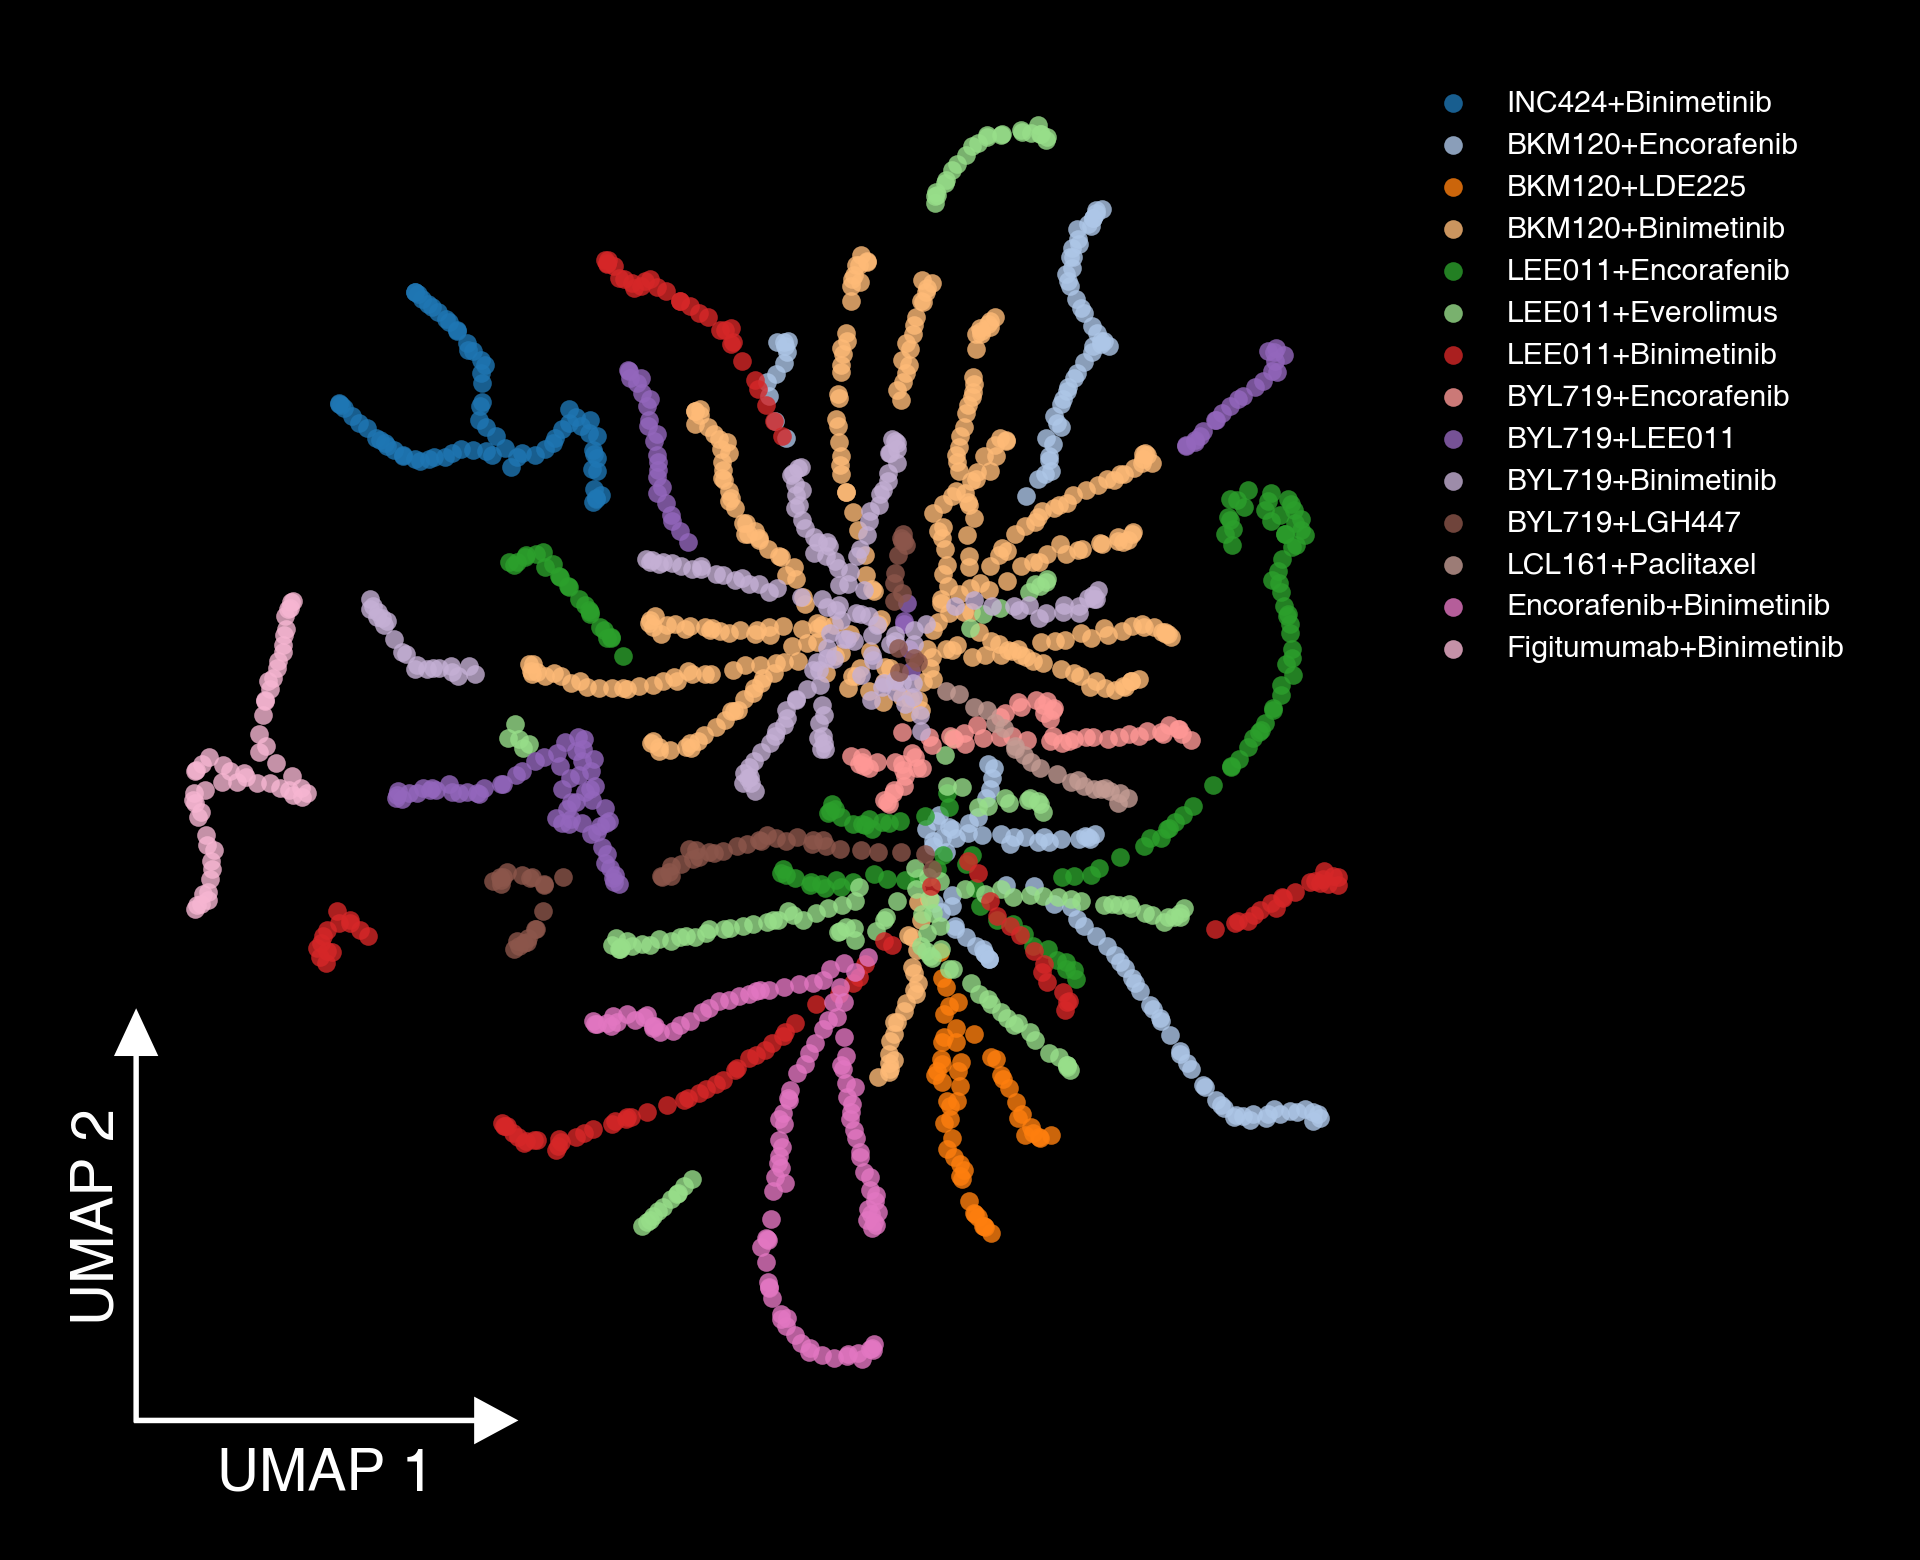 INC424+Binimetinib
BKM120+Encorafenib
BKM120+LDE225
BKM120+Binimetinib
LEE011+Encorafenib
LEE011+Everolimus
LEE011+Binimetinib
BYL719+Encorafenib
BYL719+LEE011
BYL719+Binimetinib
BYL719+LGH447
LCL161+Paclitaxel
Encorafenib+Binimetinib
Figitumumab+Binimetinib
UMAP 2
UMAP 1